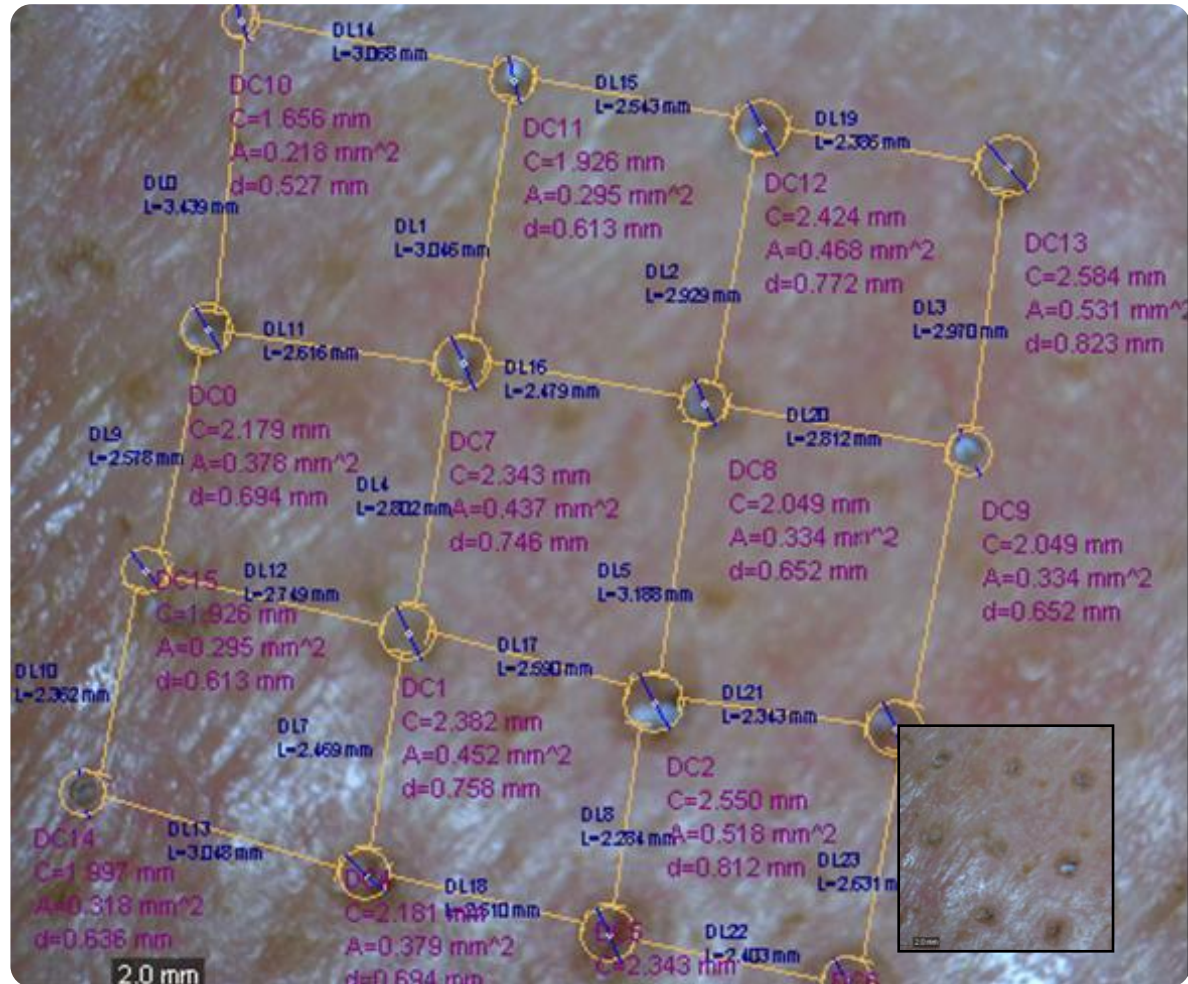 DL14
L=3.068 mm
DL15
L=2.543 mm
DL19
L=2.386 mm
DC10
C=1.656 mm
A=0.218 mm^2
d=0.527 mm
DC11
C=1.926 mm
A=0.295 mm^2
d=0.613 mm
DC12
C=2.424 mm
A=0.468 mm^2
d=0.772 mm
DC13
C=2.584 mm
A=0.531 mm^2
d=0.823 mm
DL0
L=3.439 mm
DL1
L=3.046 mm
DL2
L=2.929 mm
DL3
L=2.970 mm
DL11
L=2.616 mm
DL16
L=2.479 mm
DL20
L=2.812 mm
DC0
C=2.179 mm
A=0.378 mm^2
d=0.694 mm
DC7
C=2.343 mm
A=0.437 mm^2
d=0.746 mm
DC8
C=2.049 mm
A=0.334 mm^2
d=0.652 mm
DC9
C=2.049 mm
A=0.334 mm^2
d=0.652 mm
DL9
L=2.578 mm
DL4
L=2.802 mm
DL5
L=3.188 mm
DL12
L=2.749 mm
DL17
L=2.590 mm
DL21
L=2.343 mm
DC15
C=1.926 mm
A=0.295 mm^2
d=0.613 mm
DC1
C=2.382 mm
A=0.452 mm^2
d=0.758 mm
DC2
C=2.550 mm
A=0.518 mm^2
d=0.812 mm
DL10
L=2.362 mm
DL7
L=2.469 mm
DL8
L=2.284 mm
DL23
L=2.631 m
DL13
L=3.048 mm
DL18
L=2.510 mm
DL22
L=2.403 mm
DC14
C=1.997 mm
A=0.318 mm^2
d=0.636 mm
C=2.181 mm
A=0.379 mm^2
d=0.694 mm
DC5
C=2.343 mm
DC6
2.0 mm
2.0 mm